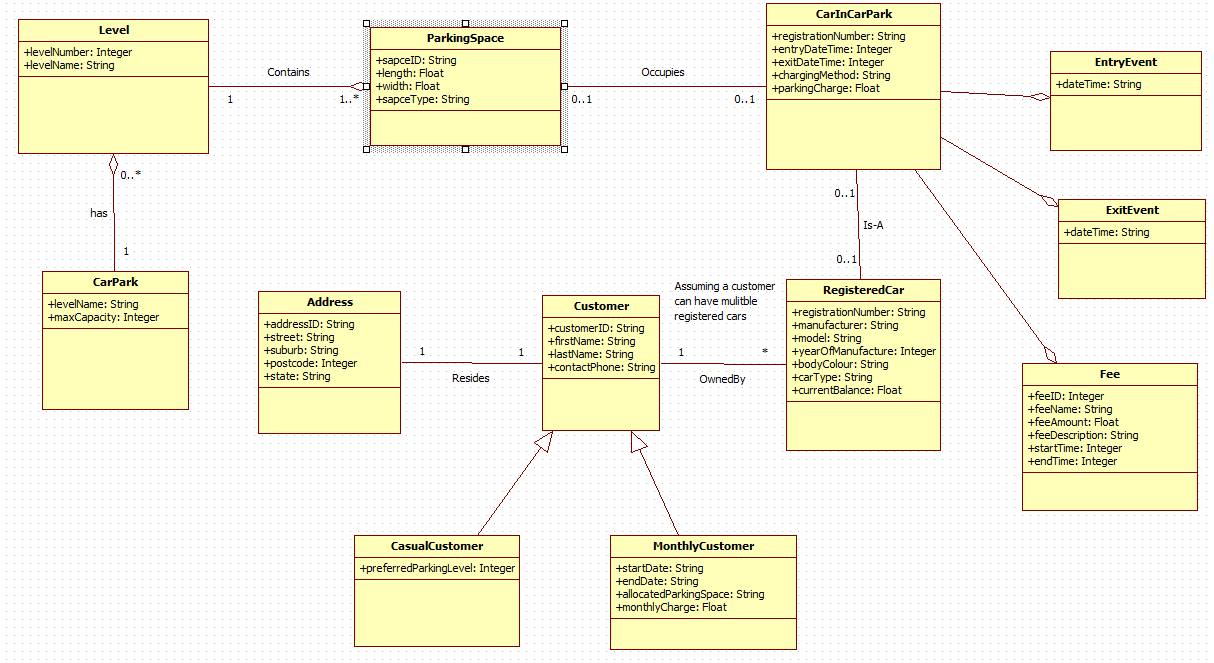 Level
+levelNumber: Integer
+levelName: String
Contains
1
1..*
ParkingSpace
+sapceID: String
+length: Float
+width: Float
+sapceType: String
Occupies
0..1
0..1
CarInCarPark
+registrationNumber: String
+entryDateTime: Integer
+exitDateTime: Integer
+chargingMethod: String
+parkingCharge: Float
EntryEvent
+dateTime: String
ExitEvent
+dateTime: String
0..*
has
1
CarPark
+levelName: String
+maxCapacity: Integer
Address
+addressID: String
+street: String
+suburb: String
+postcode: Integer
+state: String
1
1
Resides
Customer
+customerID: String
+firstName: String
+lastName: String
+contactPhone: String
Assuming a customer
can have mulitble
registered cars
1
*
OwnedBy
0..1
Is-A
0..1
RegisteredCar
+registrationNumber: String
+manufacturer: String
+model: String
+yearOfManufacture: Integer
+bodyColour: String
+carType: String
+currentBalance: Float
Fee
+feeID: Integer
+feeName: String
+feeAmount: Float
+feeDescription: String
+startTime: Integer
+endTime: Integer
CasualCustomer
+preferredParkingLevel: Integer
MonthlyCustomer
+startDate: String
+endDate: String
+allocatedParkingSpace: String
+monthlyCharge: Float